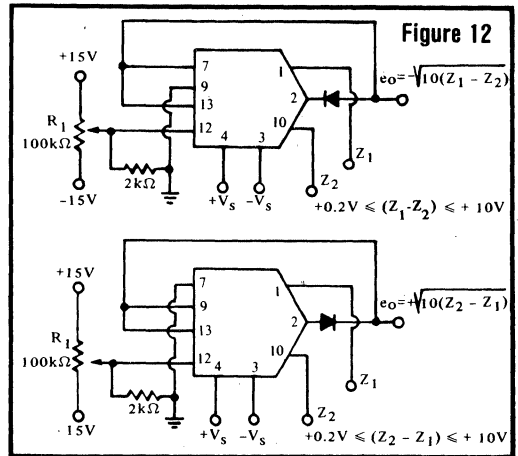 Figure 12
+15V
R1
100kΩ
-15V
2kΩ
7
9
13
12
4
3
1
2
10
+Vs
-Vs
Z2
Z1
eo=-√10(Z1 - Z2)
+0.2V ≤ (Z1-Z2) ≤ + 10V
+15V
R1
100kΩ
-15V
2kΩ
7
9
13
12
4
3
1
2
10
+Vs
-Vs
Z2
Z1
eo=+√10(Z2 - Z1)
+0.2V ≤ (Z2 - Z1) ≤ + 10V